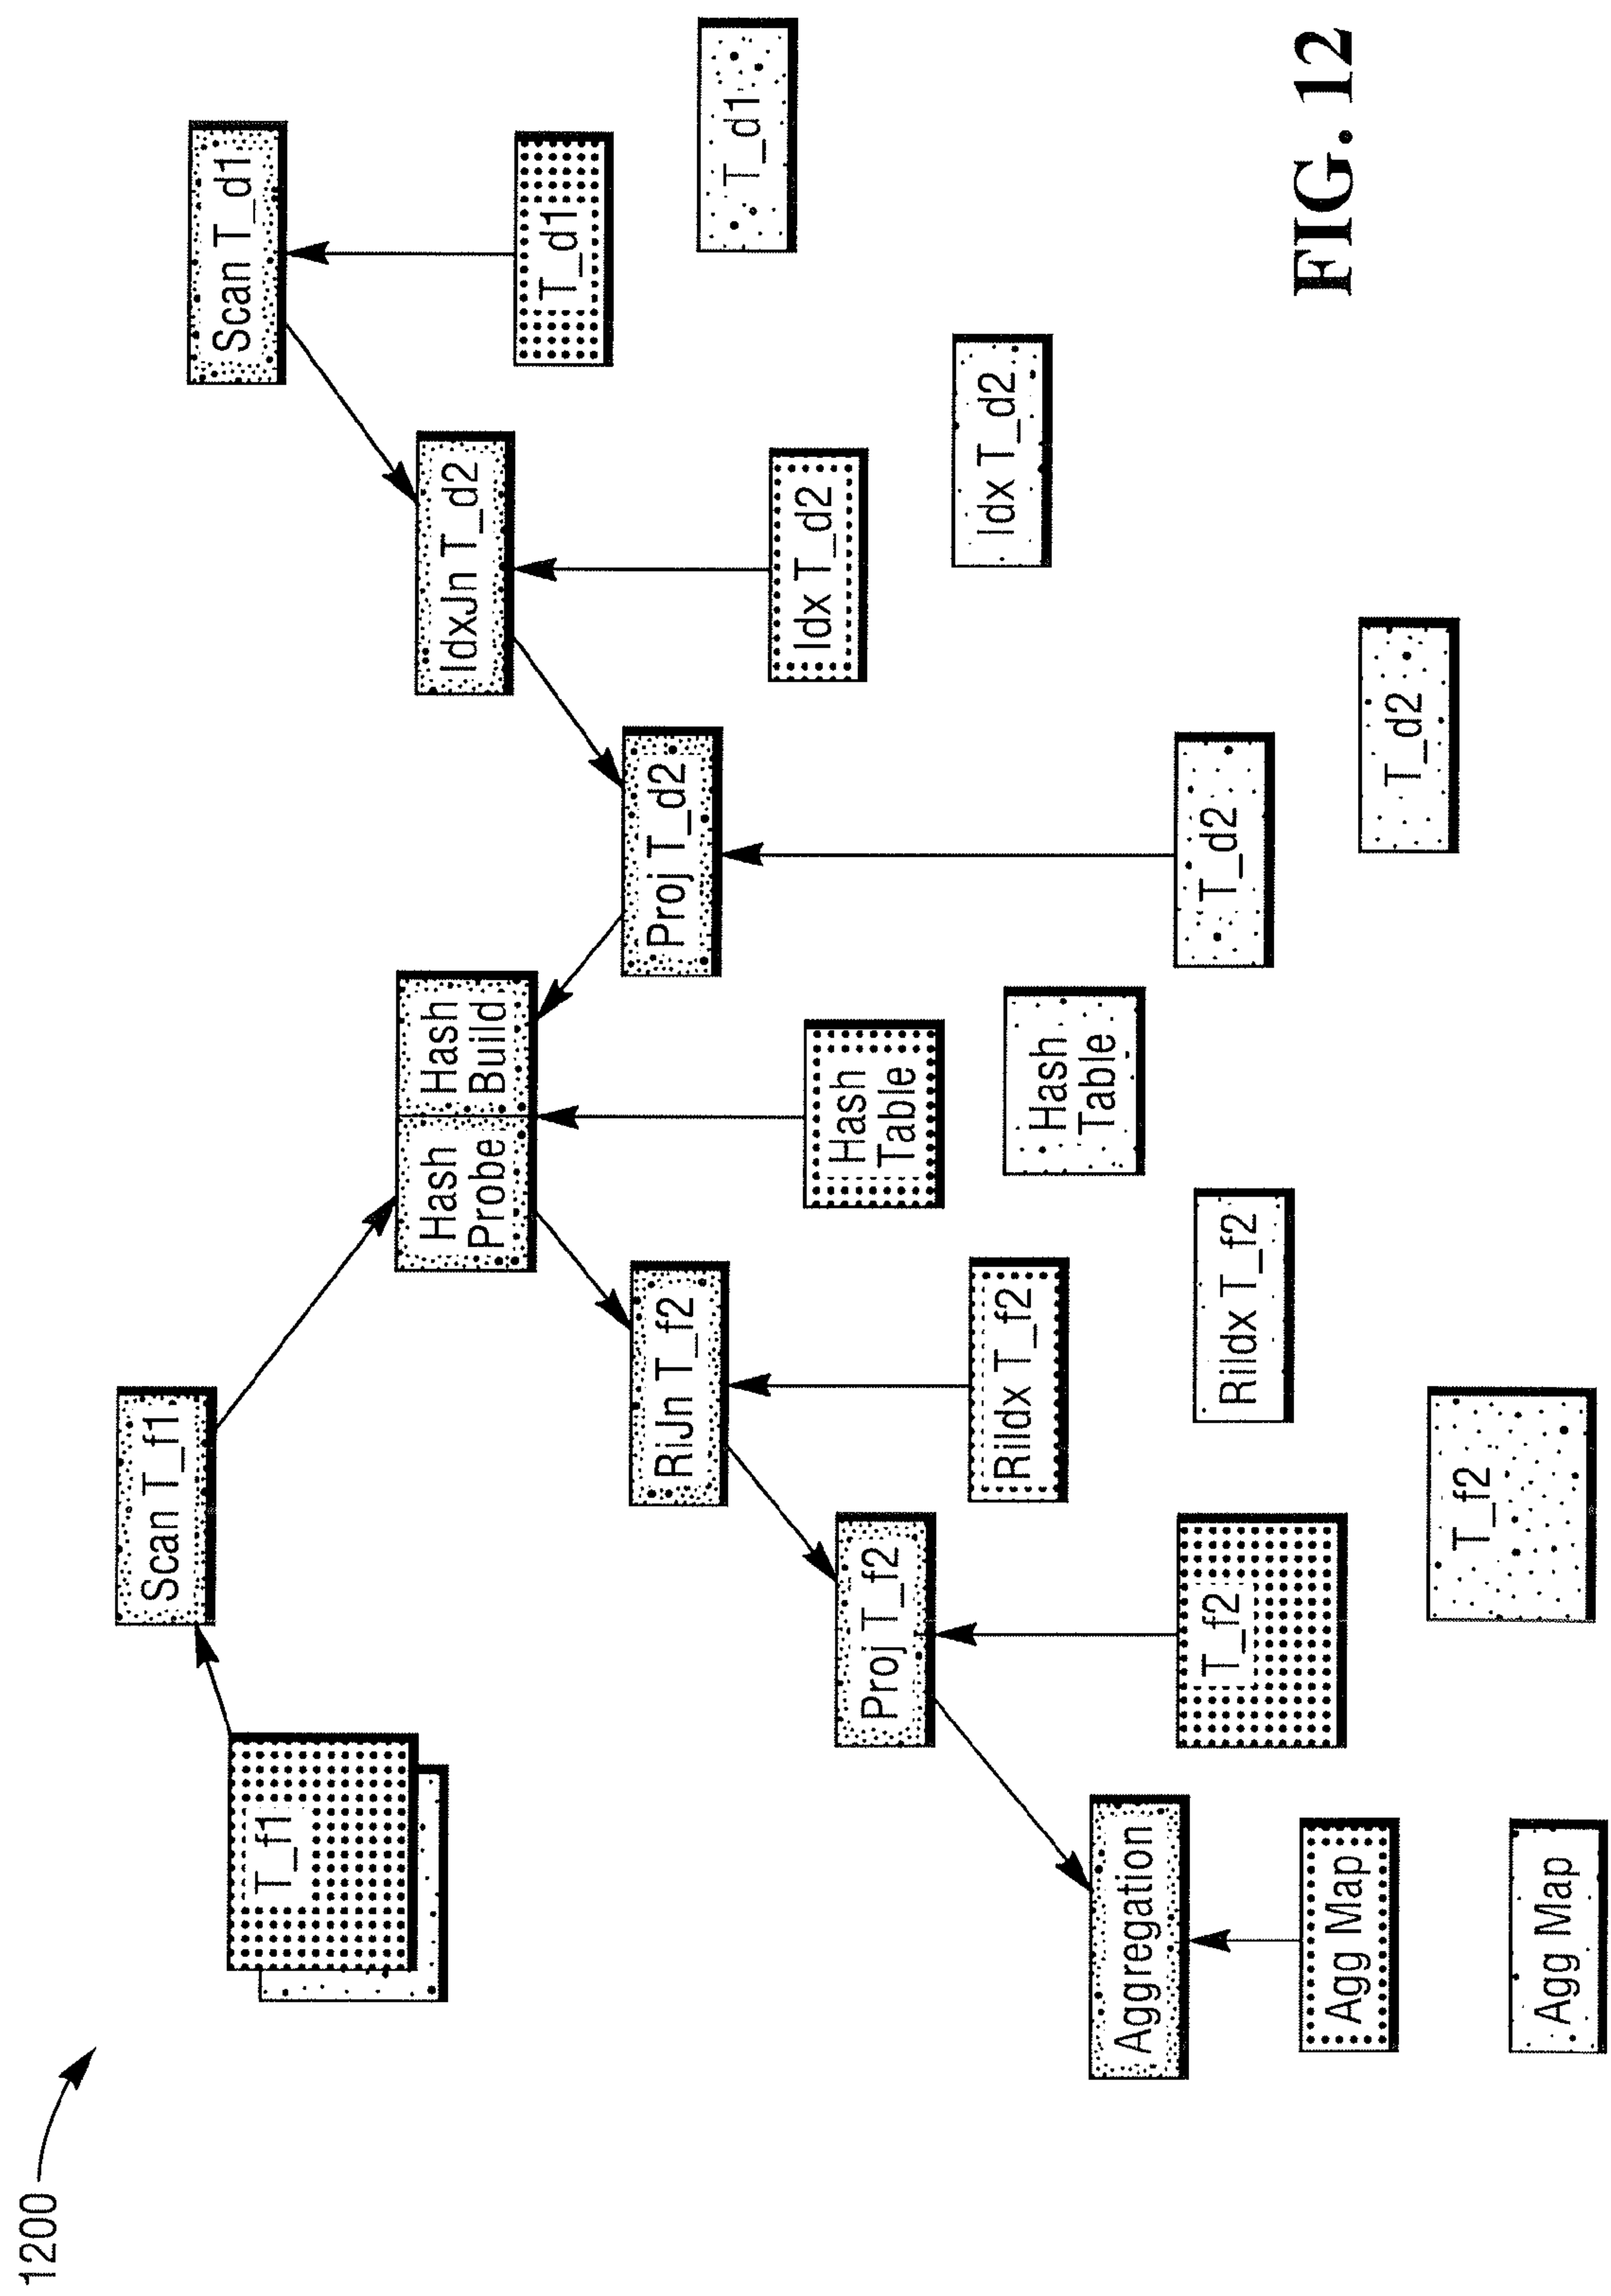 1200
T_f1
Scan T_f1
Scan T_d1
IdxJn T_d2
Hash
Probe
Hash
Build
Proj T_d2
RiJn T_f2
Proj T_f2
Aggregation
T_d1
T_d1
Idx T_d2
Idx T_d2
Hash
Table
Hash
Table
T_d2
T_d2
RiIdx T_f2
RiIdx T_f2
T_f2
T_f2
Agg Map
Agg Map
FIG. 12